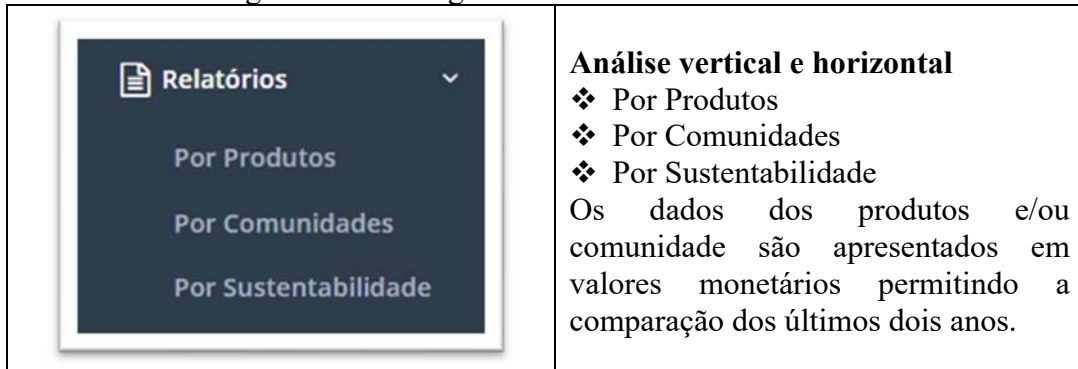 Relatórios
Por Produtos
Por Comunidades
Por Sustentabilidade
Análise vertical e horizontal
❖ Por Produtos
❖ Por Comunidades
❖ Por Sustentabilidade
Os dados dos produtos e/ou
comunidade são apresentados em
valores monetários permitindo a
comparação dos últimos dois anos.